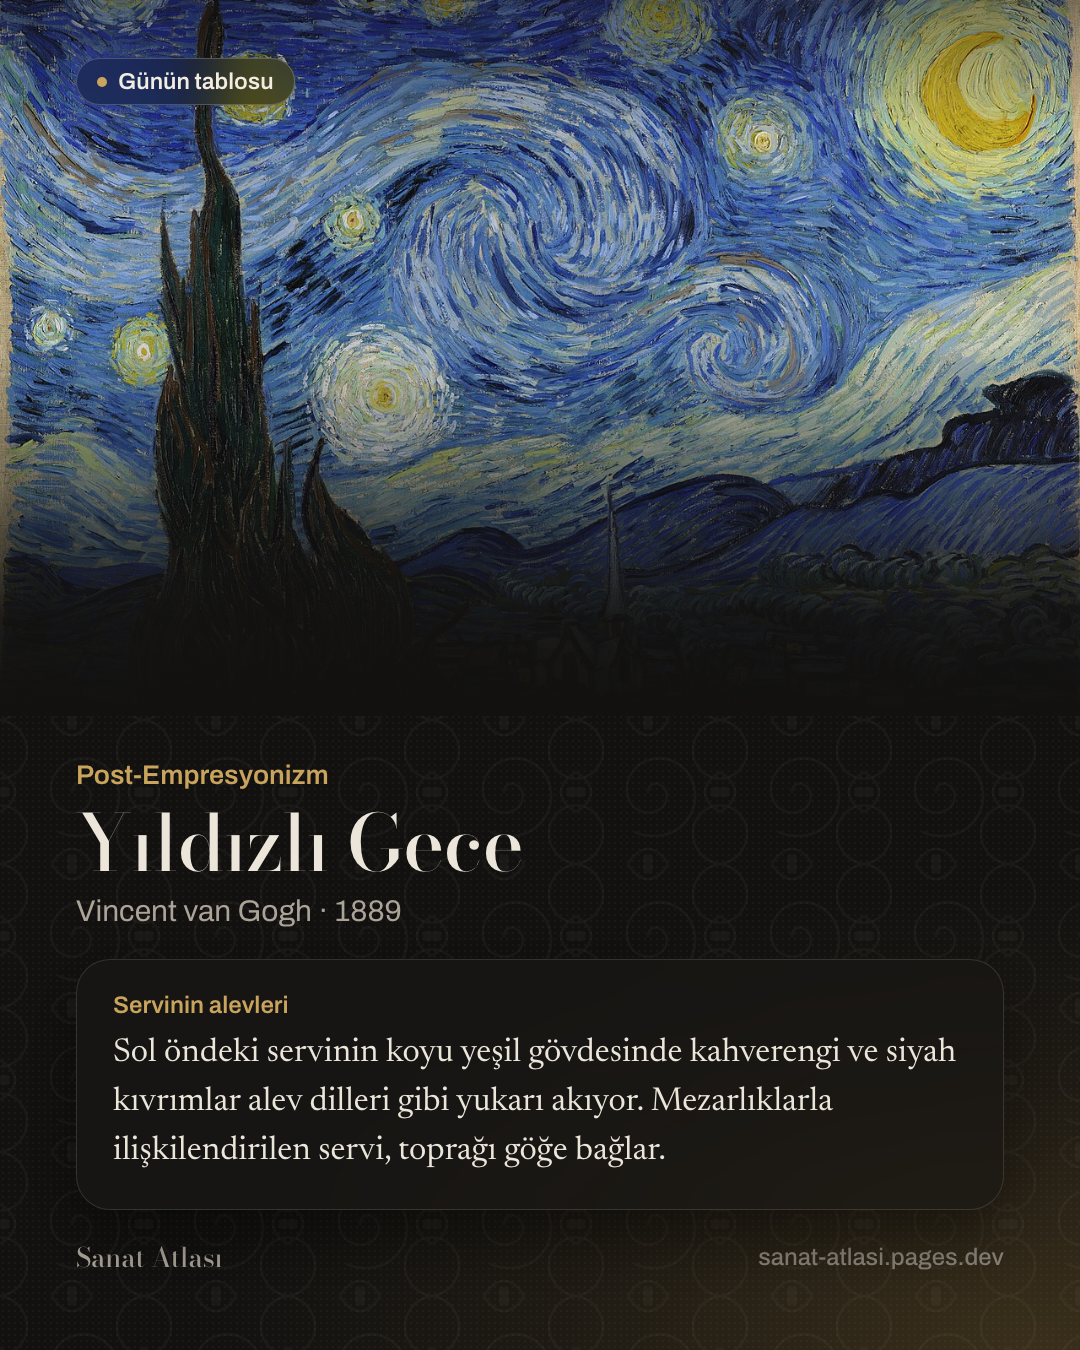 Günün tablosu
Post-Empresyonizm
Yıldızlı Gece
Vincent van Gogh · 1889
Servinin alevleri
Sol öndeki servinin koyu yeşil gövdesinde kahverengi ve siyah
kıvrımlar alev dilleri gibi yukarı akıyor. Mezarlıklarla
ilişkilendirilen servi, toprağı göğe bağlar.
Sanat Atlası
sanat-atlasi.pages.dev